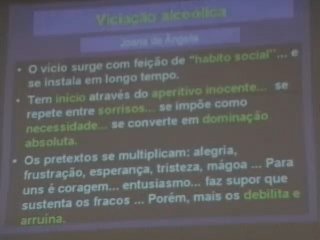 Viciação alcoólica
Joana de Ângelis
• O vício surge com feição de "habito social"... e
se instala em longo tempo.
• Tem início através do aperitivo inocente... se
repete entre sorrisos... se impõe como
necessidade... se converte em dominação
absoluta.
• Os pretextos se multiplicam: alegria,
frustração, esperança, tristeza, mágoa ... Para
uns é coragem... entusiasmo... faz supor que
sustenta os fracos ... Porém, mais os debilita e
arruína.